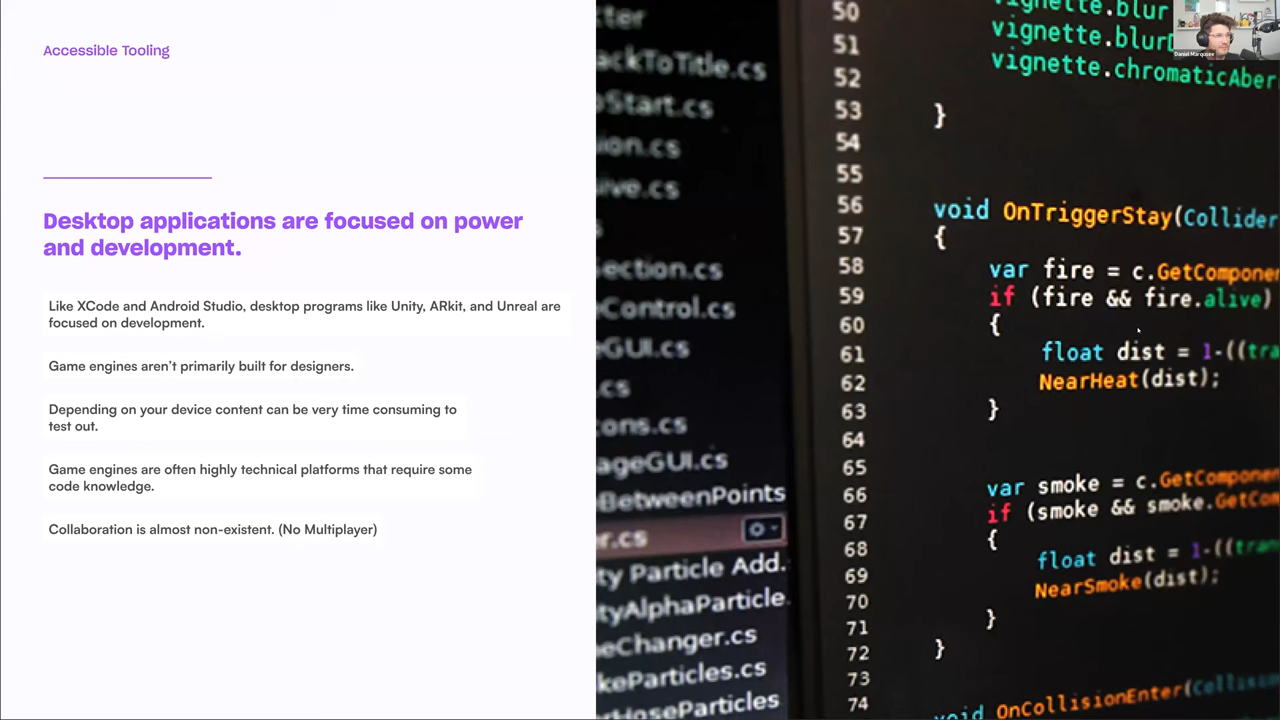 Accessible Tooling
Desktop applications are focused on power
and development.
Like XCode and Android Studio, desktop programs like Unity, ARkit, and Unreal are
focused on development.
Game engines aren't primarily built for designers.
Depending on your device content can be very time consuming to
test out.
Game engines are often highly technical platforms that require some
code knowledge.
Collaboration is almost non-existent. (No Multiplayer)
tter
ackToTitle.cs
oStart.cs
ion.cs
ive.cs
s
Section.cs
eControl.cs
eGUI.cs
.cs
tons.cs
ageGUI.cs
BetweenPoints
r.cs
ty Particle Add.
tyAlphaParticle.
eChanger.cs
keParticles.cs
erHoseParticles
50 vignette.blur
51 vignette.blur
52 vignette.chromaticAber
53 }
54
55
56 void OnTriggerStay(Collider
57 {
58 var fire = c.GetComponen
59 if (fire && fire.alive)
60 {
61 float dist = 1-((tra
62 NearHeat(dist);
63 }
64
65
66 var smoke = c.GetComponen
67 if (smoke && smoke.GetCom
68 {
69 float dist = 1-((tran
70 NearSmoke(dist);
71 }
72 }
73
74 void OnCollisionEnter(Collision
Daniel Marqusee